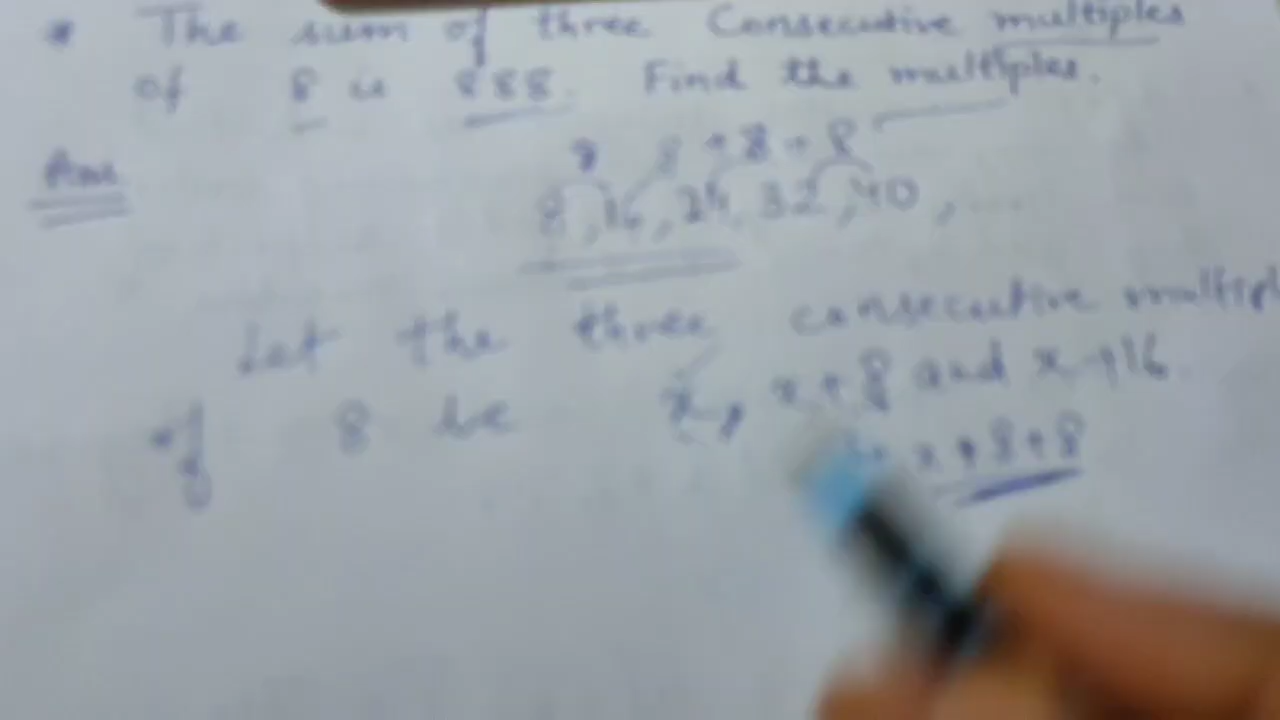 * The sum of three Consecutive multiples
of 8 is 888. Find the multiples.
Ans
8 8 + 8 + 8
8, 16, 24, 32, 40, ...
Let the three consecutive multipl
of 8 be x, x+8 and x+16
x+8+8